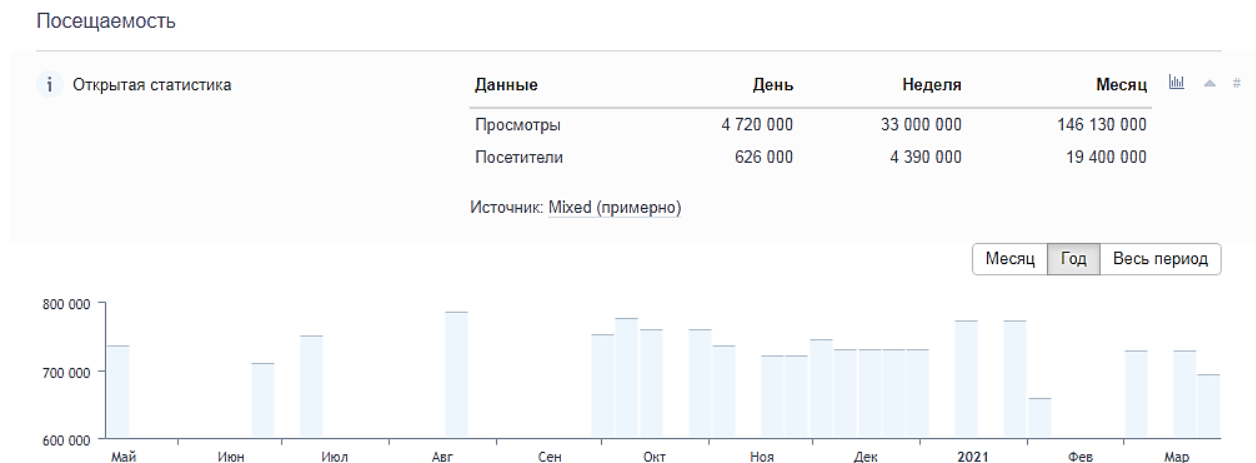 Посещаемость
i Открытая статистика
Данные День Неделя Месяц #
Просмотры 4 720 000 33 000 000 146 130 000
Посетители 626 000 4 390 000 19 400 000
Источник: Mixed (примерно)
Месяц Год Весь период
800 000
700 000
600 000
Май Июн Июл Авг Сен Окт Ноя Дек 2021 Фев Мар